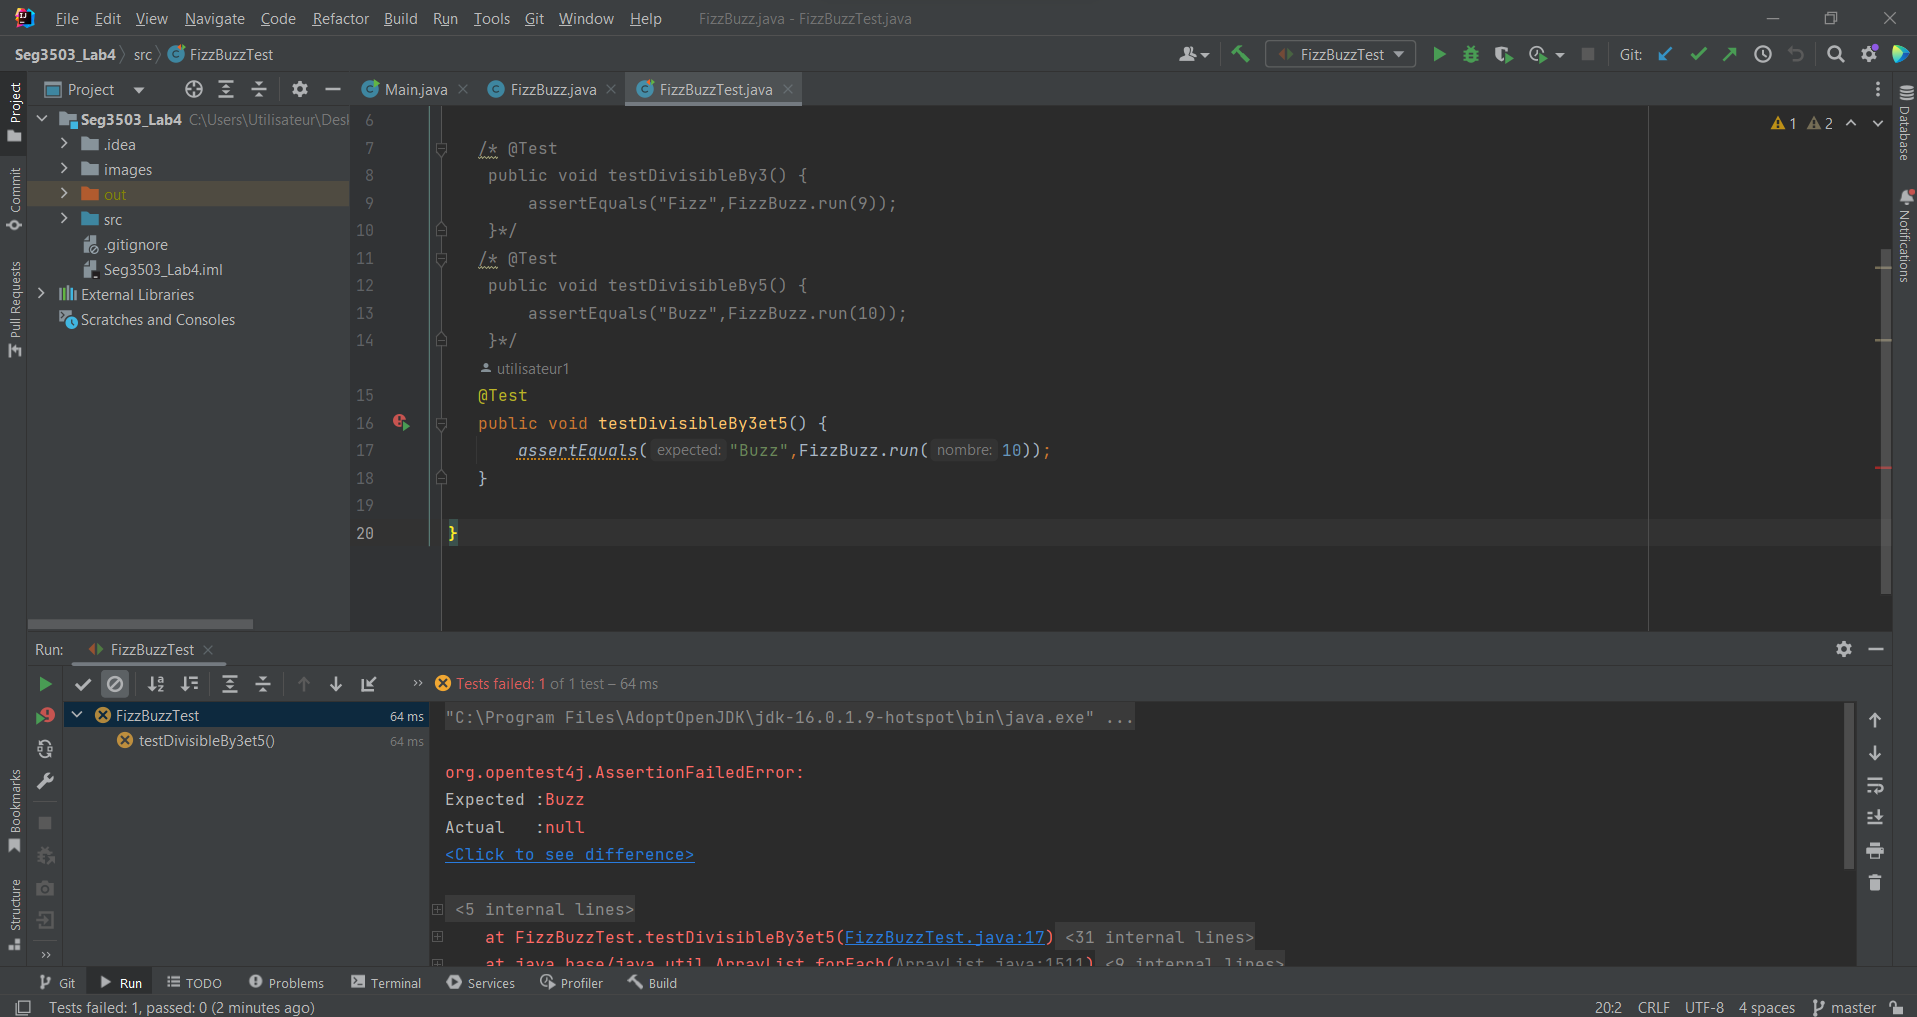 File Edit View Navigate Code Refactor Build Run Tools Git Window Help FizzBuzz.java - FizzBuzzTest.java
Seg3503_Lab4 src FizzBuzzTest FizzBuzzTest Git:
Project Main.java FizzBuzz.java FizzBuzzTest.java
Project
Commit
Pull Requests
Bookmarks
Structure
Database
Notifications
Seg3503_Lab4 C:\Users\Utilisateur\Des
.idea
images
out
src
.gitignore
Seg3503_Lab4.iml
External Libraries
Scratches and Consoles
1 2
6
7 /* @Test
8 public void testDivisibleBy3() {
9 assertEquals("Fizz",FizzBuzz.run(9));
10 }*/
11 /* @Test
12 public void testDivisibleBy5() {
13 assertEquals("Buzz",FizzBuzz.run(10));
14 }*/
utilisateur1
15 @Test
16 public void testDivisibleBy3et5() {
17 assertEquals( expected: "Buzz",FizzBuzz.run( nombre: 10));
18 }
19
20 }
Run: FizzBuzzTest
Tests failed: 1 of 1 test – 64 ms
FizzBuzzTest 64 ms
testDivisibleBy3et5() 64 ms
"C:\Program Files\AdoptOpenJDK\jdk-16.0.1.9-hotspot\bin\java.exe" ...
org.opentest4j.AssertionFailedError:
Expected :Buzz
Actual :null
<Click to see difference>
<5 internal lines>
at FizzBuzzTest.testDivisibleBy3et5(FizzBuzzTest.java:17) <31 internal lines>
at java.base/java.util.ArrayList.forEach(ArrayList.java:1511) <9 internal lines>
Git Run TODO Problems Terminal Services Profiler Build
Tests failed: 1, passed: 0 (2 minutes ago) 20:2 CRLF UTF-8 4 spaces master